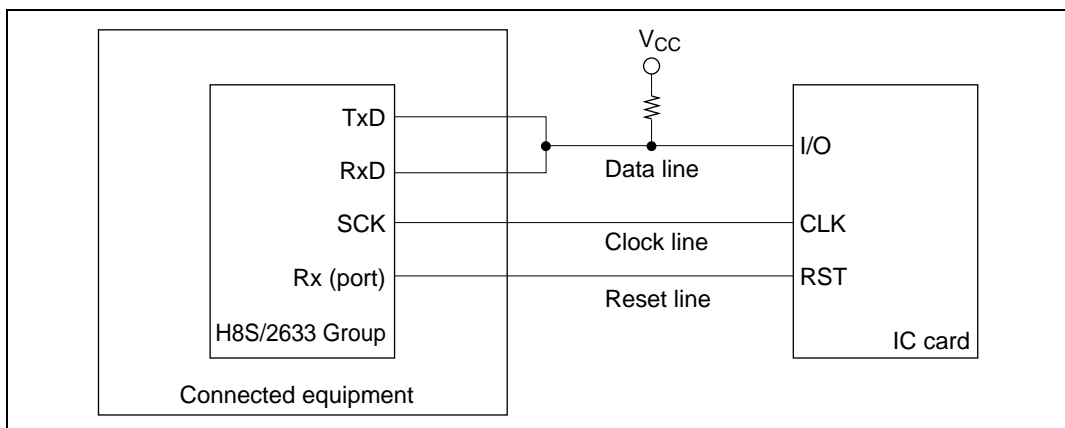 V_CC
TxD
RxD
SCK
Rx (port)
H8S/2633 Group
Connected equipment
Data line
Clock line
Reset line
I/O
CLK
RST
IC card